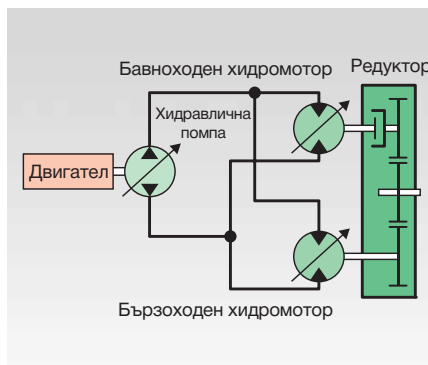 Бавноходен хидромотор
Редуктор
Хидравлична
помпа
Двигател
Бързоходен хидромотор